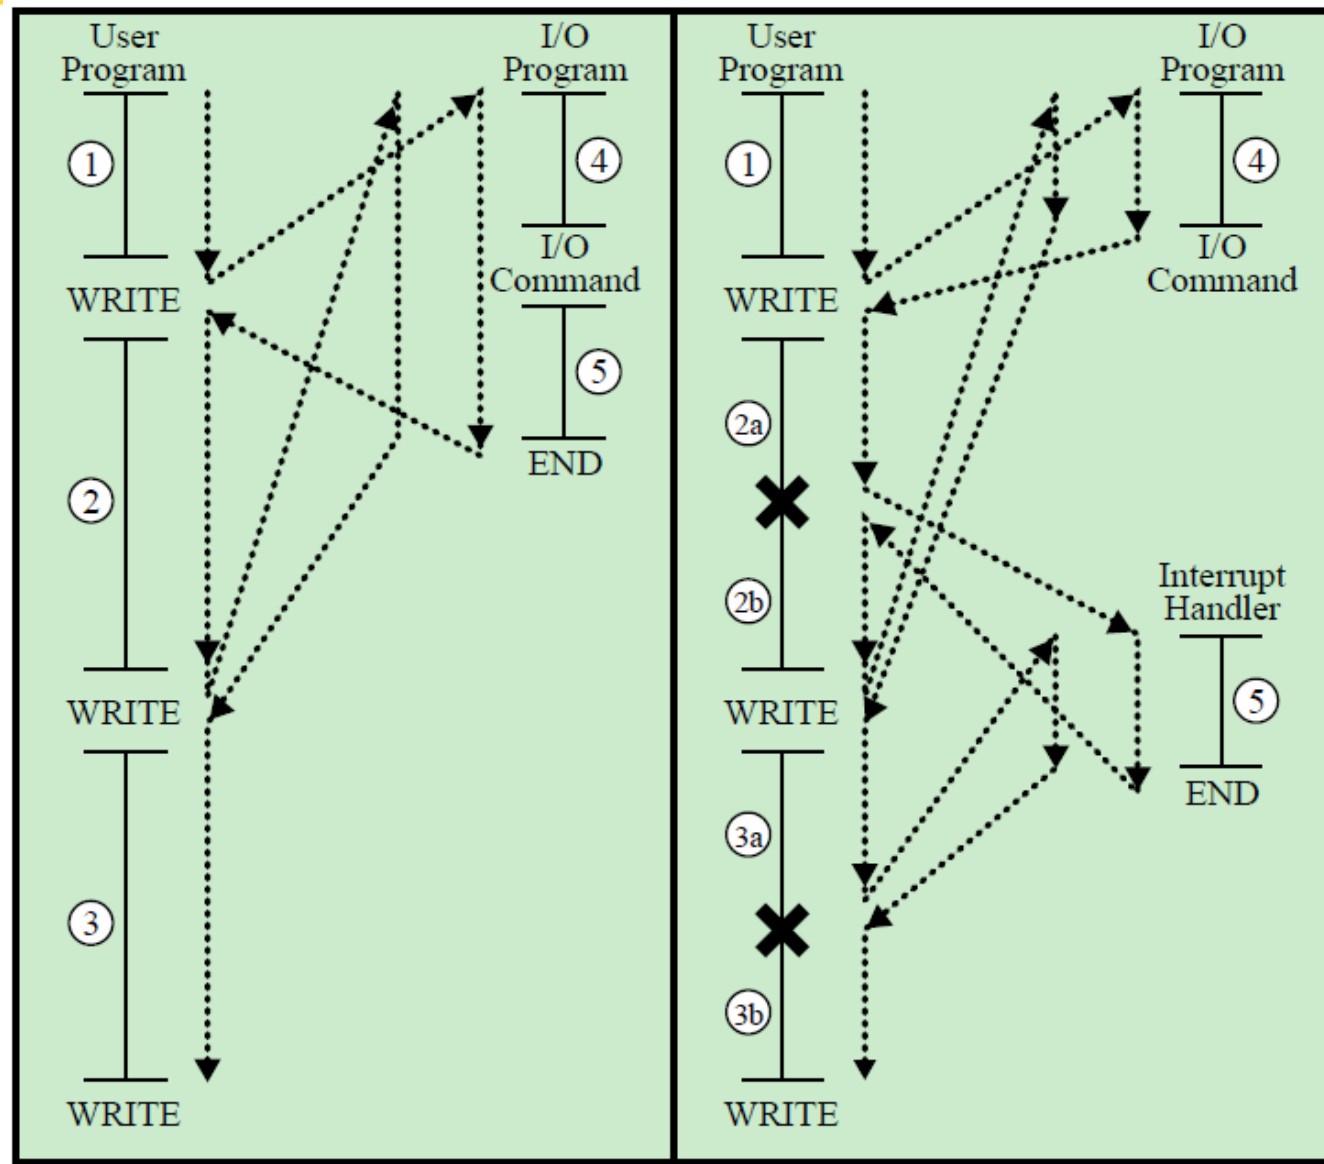 User
Program
I/O
Program
1
4
WRITE
I/O
Command
5
2
END
WRITE
3
WRITE
User
Program
I/O
Program
1
4
WRITE
I/O
Command
2a
2b
Interrupt
Handler
WRITE
5
END
3a
3b
WRITE